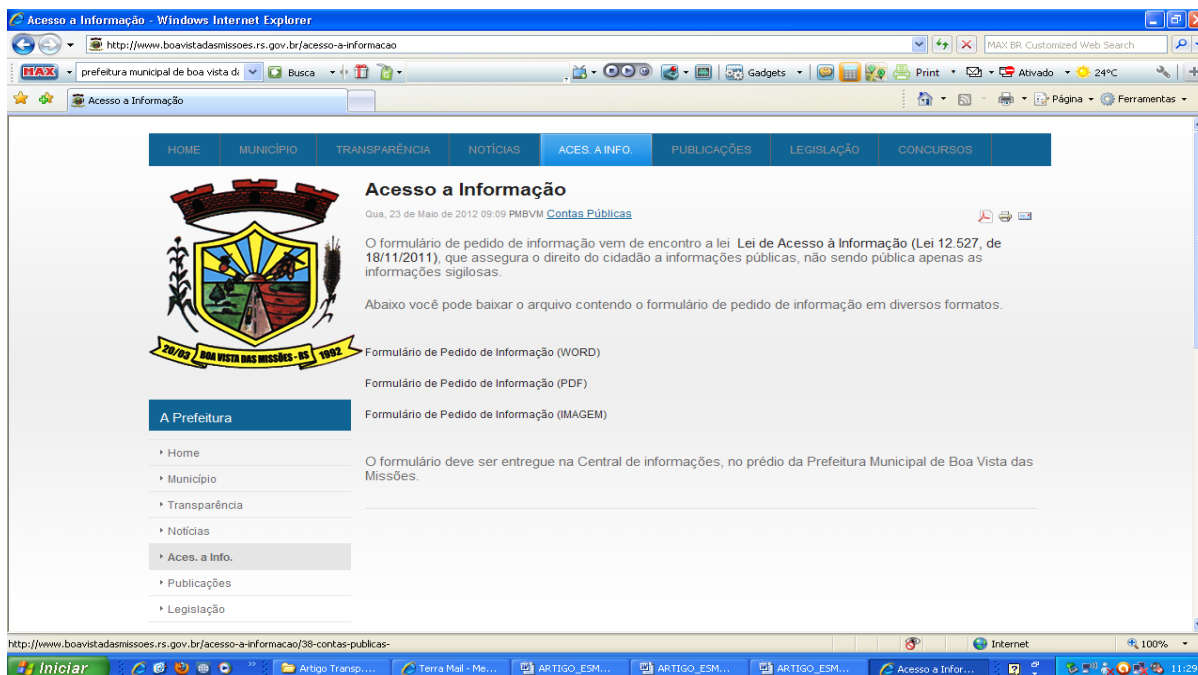 Acesso a Informação - Windows Internet Explorer
http://www.boavistadasmissoes.rs.gov.br/acesso-a-informacao
MAX BR Customized Web Search
MAX
prefeitura municipal de boa vista
Busca
Gadgets
Print
Ativado
24°C
Acesso a Informação
Página
Ferramentas
HOME MUNICÍPIO TRANSPARÊNCIA NOTÍCIAS ACES. A INFO. PUBLICAÇÕES LEGISLAÇÃO CONCURSOS
20/03 BOA VISTA DAS MISSÕES - RS 1992
A Prefeitura
Home
Município
Transparência
Notícias
Aces. a Info.
Publicações
Legislação
Acesso a Informação
Qua, 23 de Maio de 2012 09:09 PMBVM Contas Públicas
O formulário de pedido de informação vem de encontro a lei Lei de Acesso à Informação (Lei 12.527, de
18/11/2011), que assegura o direito do cidadão a informações públicas, não sendo pública apenas as
informações sigilosas.
Abaixo você pode baixar o arquivo contendo o formulário de pedido de informação em diversos formatos.
Formulário de Pedido de Informação (WORD)
Formulário de Pedido de Informação (PDF)
Formulário de Pedido de Informação (IMAGEM)
O formulário deve ser entregue na Central de informações, no prédio da Prefeitura Municipal de Boa Vista das
Missões.
http://www.boavistadasmissoes.rs.gov.br/acesso-a-informacao/38-contas-publicas-
Internet
100%
Iniciar
Artigo Transp....
Terra Mail - Me...
ARTIGO_ESM...
ARTIGO_ESM...
ARTIGO_ESM...
Acesso a Infor...
11:29